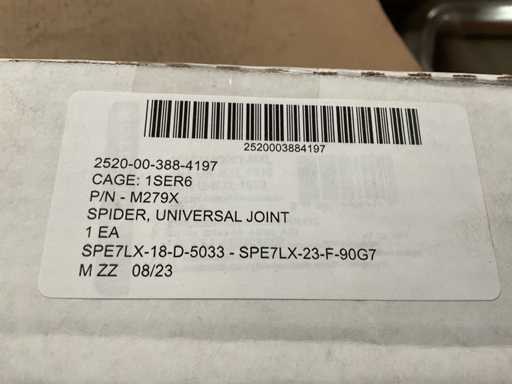 2520003884197
2520-00-388-4197
CAGE: 1SER6
P/N - M279X
SPIDER, UNIVERSAL JOINT
1 EA
SPE7LX-18-D-5033 - SPE7LX-23-F-90G7
M ZZ 08/23